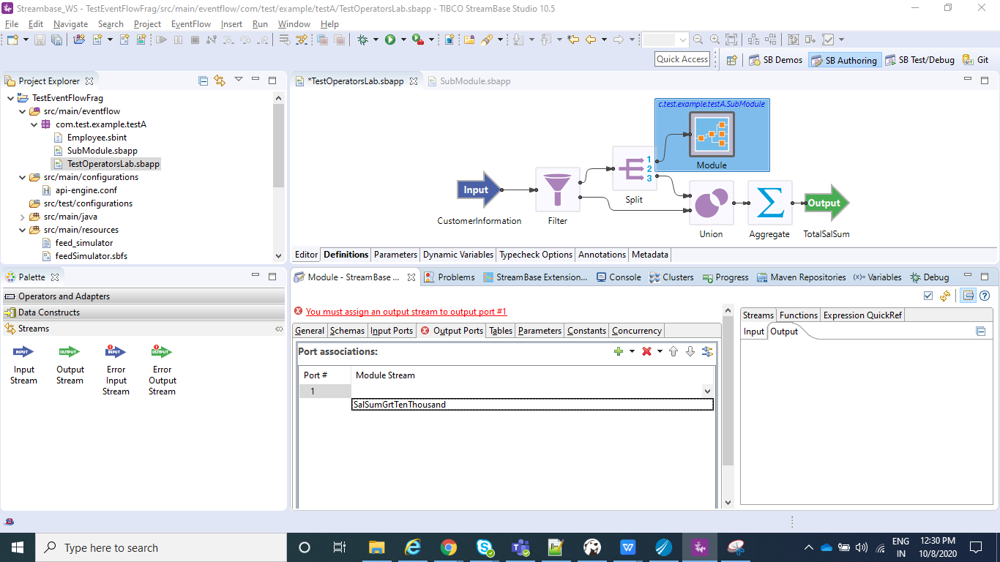 Streambase_WS - TestEventFlowFrag/src/main/eventflow/com/test/example/testA/TestOperatorsLab.sbapp - TIBCO StreamBase Studio 10.5
File Edit Navigate Search Project EventFlow Insert Run Window Help
Quick Access SB Demos SB Authoring SB Test/Debug Git
Project Explorer
TestEventFlowFrag
src/main/eventflow
com.test.example.testA
Employee.sbint
SubModule.sbapp
TestOperatorsLab.sbapp
src/main/configurations
api-engine.conf
src/test/configurations
src/main/java
src/main/resources
feed_simulator
feedSimulator.sbfs
*TestOperatorsLab.sbapp SubModule.sbapp
c.test.example.testA.SubModule
Module
1
2
3
Split
Input
CustomerInformation
Filter
Union
Aggregate
Output
TotalSalSum
Editor Definitions Parameters Dynamic Variables Typecheck Options Annotations Metadata
Palette
Operators and Adapters
Data Constructs
Streams
INPUT OUTPUT INPUT OUTPUT
Input Stream
Output Stream
Error Input Stream
Error Output Stream
Module - StreamBase ... Problems StreamBase Extension... Console Clusters Progress Maven Repositories (x)= Variables Debug
You must assign an output stream to output port #1
General Schemas Input Ports Output Ports Tables Parameters Constants Concurrency
Port associations:
Port # Module Stream
1
SalSumGrtTenThousand
Streams Functions Expression QuickRef
Input Output
Type here to search
ENG
IN
12:30 PM
10/8/2020